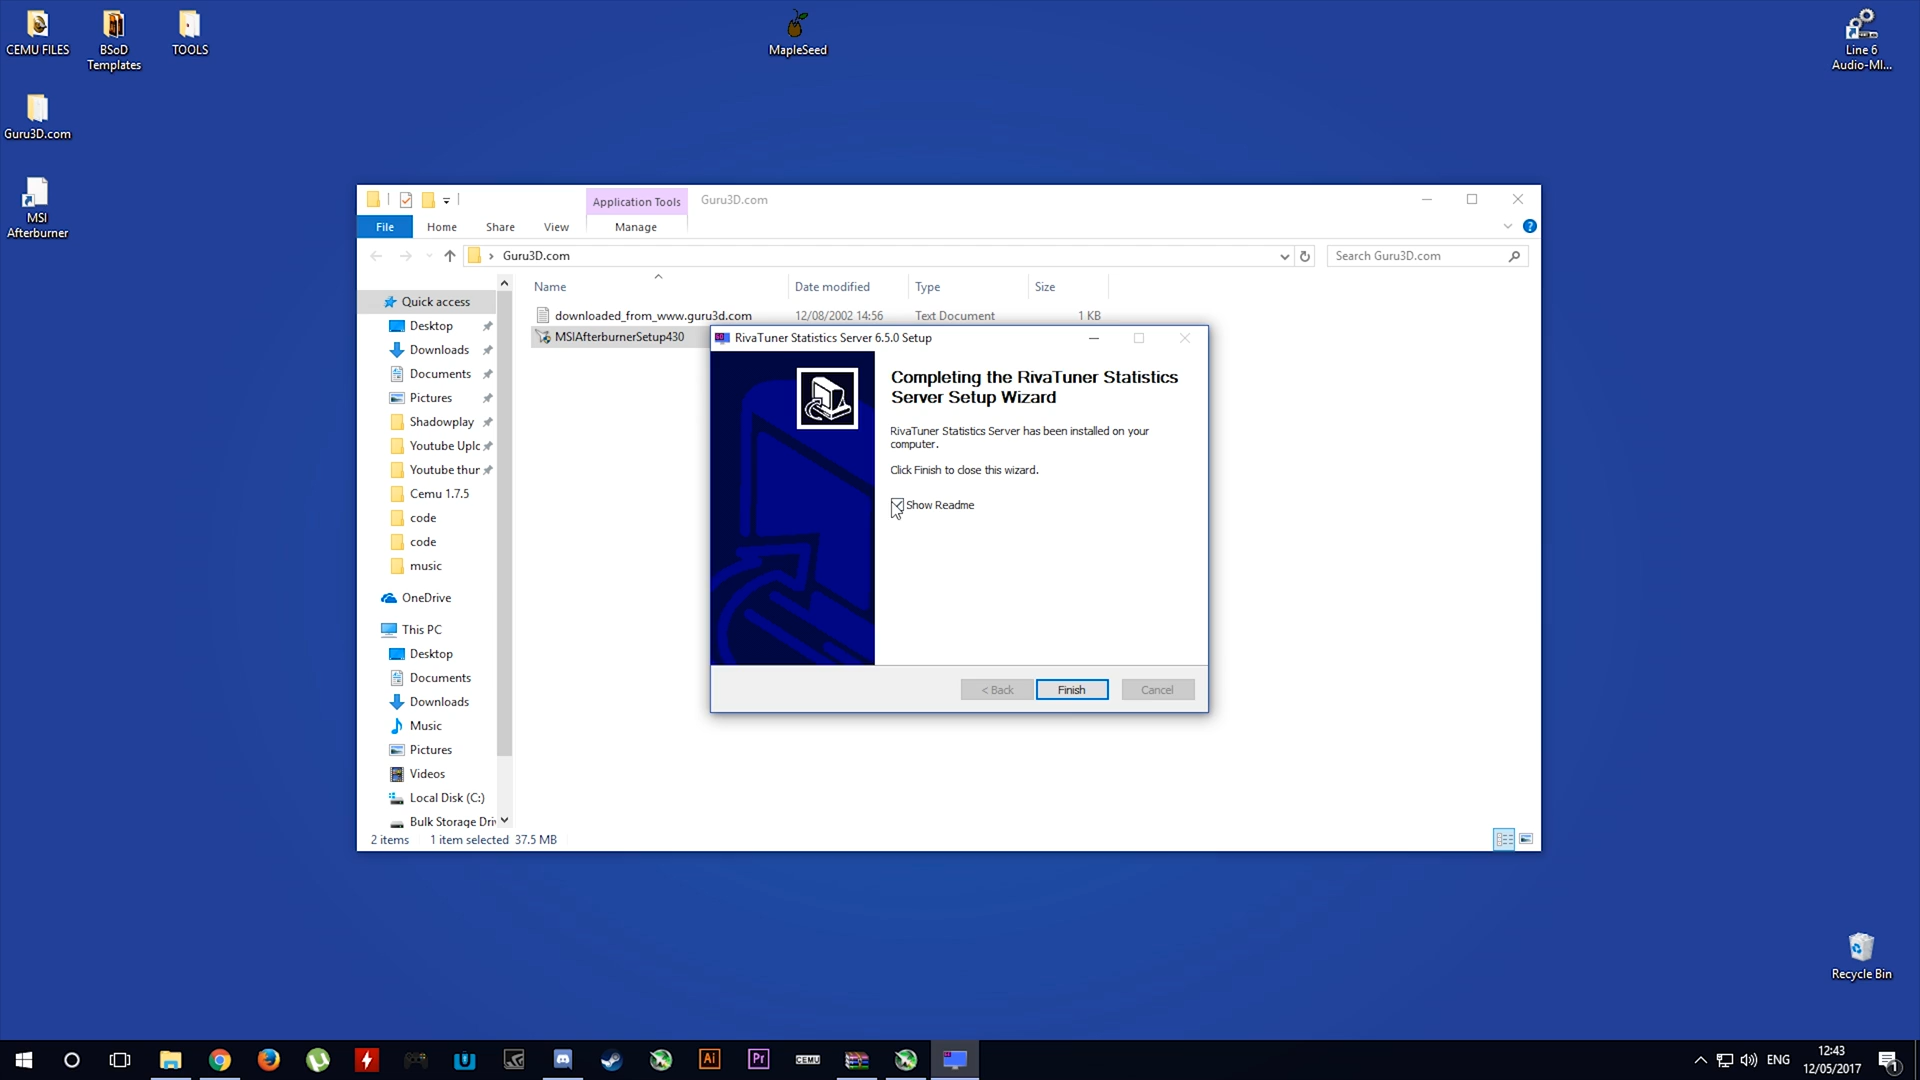 CEMU FILES
BSoD
Templates
TOOLS
MapleSeed
Line 6
Audio-MI...
Guru3D.com
MSI
Afterburner
Application Tools
Guru3D.com
File
Home
Share
View
Manage
Guru3D.com
Search Guru3D.com
Name
Date modified
Type
Size
Quick access
Desktop
Downloads
Documents
Pictures
Shadowplay
Youtube Uplc
Youtube thur
Cemu 1.7.5
code
code
music
OneDrive
This PC
Desktop
Documents
Downloads
Music
Pictures
Videos
Local Disk (C:)
Bulk Storage Driv
downloaded_from_www.guru3d.com
12/08/2002 14:56
Text Document
1 KB
MSIAfterburnerSetup430
RivaTuner Statistics Server 6.5.0 Setup
Completing the RivaTuner Statistics
Server Setup Wizard
RivaTuner Statistics Server has been installed on your
computer.
Click Finish to close this wizard.
Show Readme
< Back
Finish
Cancel
2 items
1 item selected 37.5 MB
Recycle Bin
Ai
Pr
CEMU
ENG
12:43
12/05/2017
1